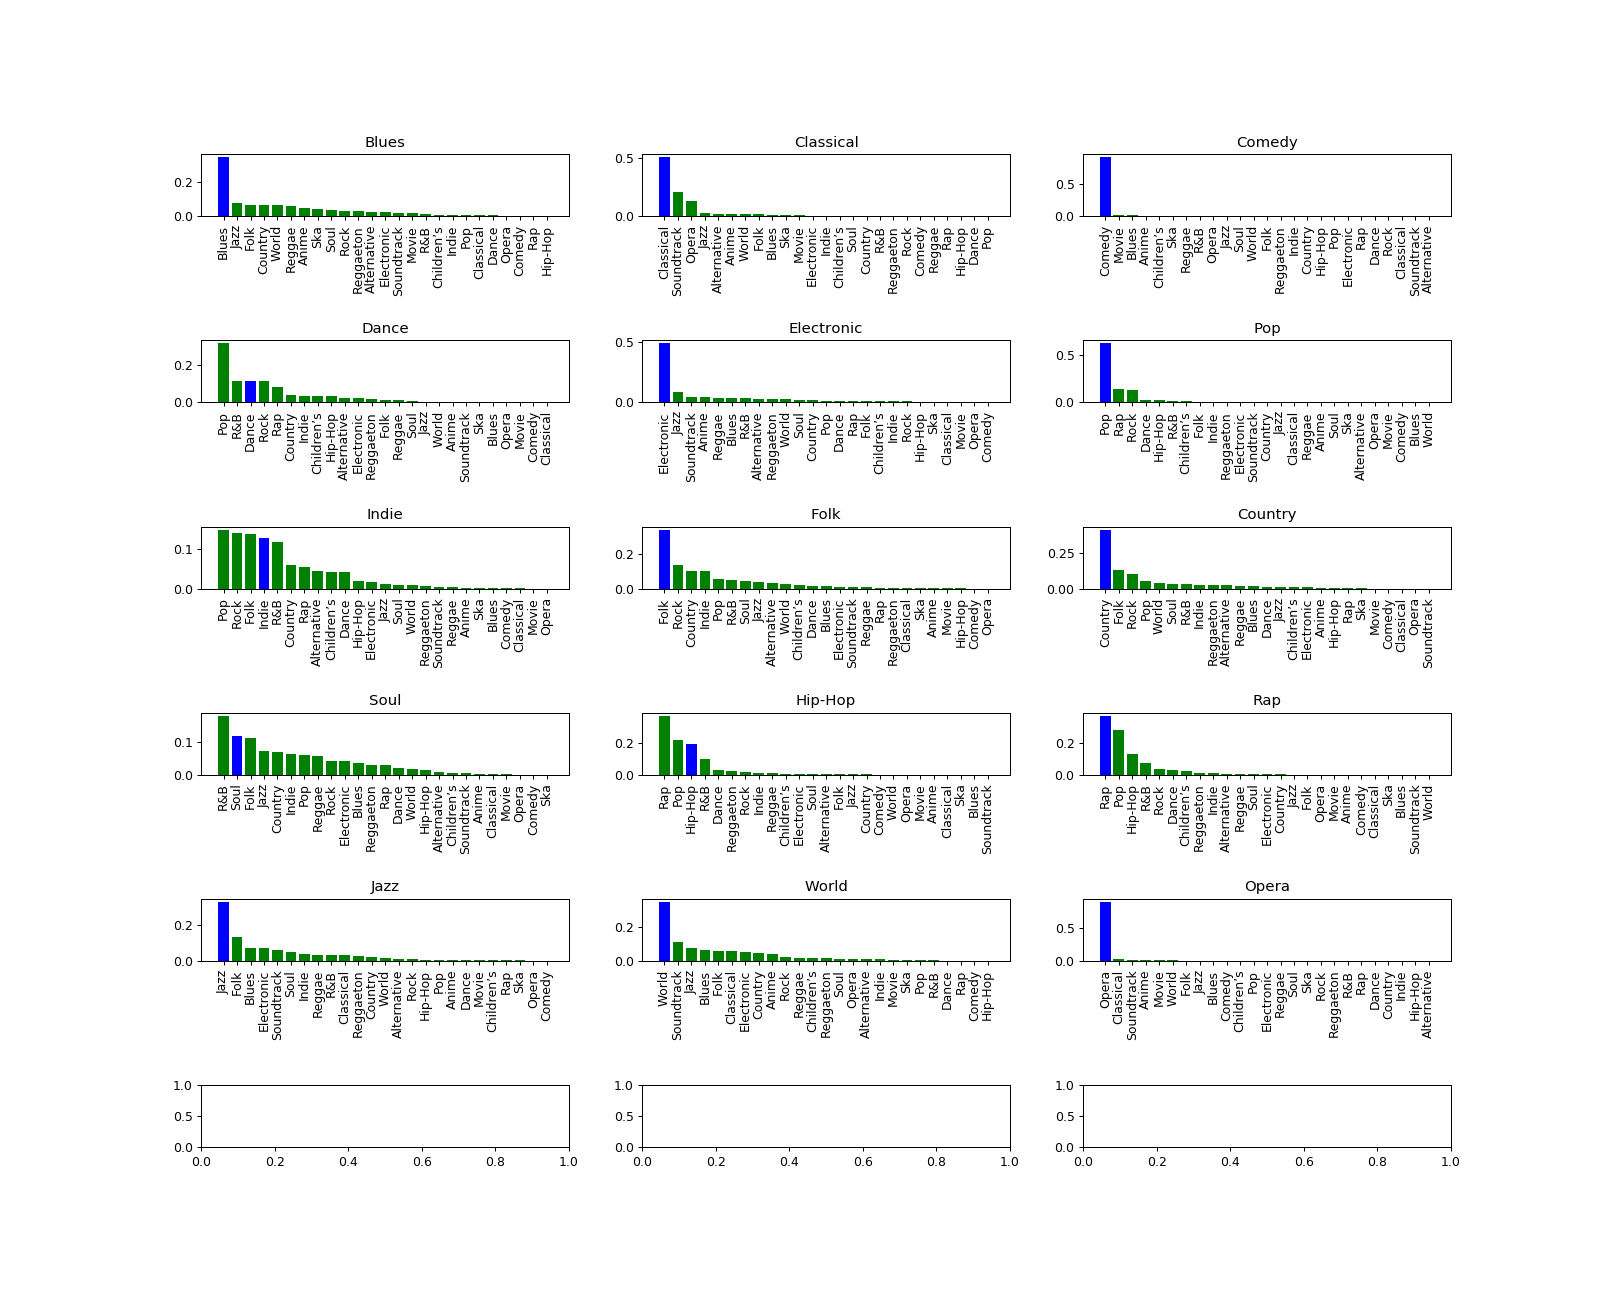 Blues Classical Comedy
0.2 0.5 0.5
0.0 0.0 0.0
Blues Jazz Folk Country World Reggae Anime Ska Soul Rock Reggaeton Alternative Electronic Soundtrack Movie R&B Children's Indie Pop Classical Dance Opera Comedy Rap Hip-Hop
Classical Soundtrack Opera Jazz Alternative Anime World Folk Blues Ska Movie Electronic Indie Children's Soul Country R&B Reggaeton Rock Comedy Reggae Rap Hip-Hop Dance Pop
Comedy Movie Blues Anime Children's Ska Reggae R&B Opera Jazz Soul World Folk Reggaeton Indie Country Hip-Hop Pop Electronic Rap Dance Rock Classical Soundtrack Alternative
Dance Electronic Pop
0.2 0.5 0.5
0.0 0.0 0.0
Pop R&B Dance Rock Rap Country Indie Children's Hip-Hop Alternative Electronic Reggaeton Folk Reggae Soul Jazz World Anime Soundtrack Ska Blues Opera Movie Comedy Classical
Electronic Jazz Soundtrack Anime Reggae Blues R&B Alternative Reggaeton World Soul Country Pop Dance Rap Folk Children's Indie Rock Hip-Hop Ska Classical Movie Opera Comedy
Pop Rap Rock Dance Hip-Hop R&B Children's Folk Indie Reggaeton Electronic Soundtrack Country Jazz Classical Reggae Anime Soul Ska Alternative Opera Movie Comedy Blues World
Indie Folk Country
0.1 0.2 0.25
0.0 0.0 0.00
Pop Rock Folk Indie R&B Country Rap Alternative Children's Dance Hip-Hop Electronic Jazz Soul World Reggaeton Soundtrack Reggae Anime Ska Blues Comedy Classical Movie Opera
Folk Rock Country Indie Pop R&B Soul Jazz Alternative World Children's Dance Blues Electronic Soundtrack Reggae Rap Reggaeton Classical Ska Anime Movie Hip-Hop Comedy Opera
Country Folk Rock Pop World Soul R&B Indie Reggaeton Alternative Reggae Blues Dance Jazz Children's Electronic Anime Hip-Hop Rap Ska Movie Comedy Classical Opera Soundtrack
Soul Hip-Hop Rap
0.1 0.2 0.2
0.0 0.0 0.0
R&B Soul Folk Jazz Country Indie Pop Reggae Rock Electronic Blues Reggaeton Rap Dance World Hip-Hop Alternative Children's Soundtrack Anime Classical Movie Opera Comedy Ska
Rap Pop Hip-Hop R&B Dance Reggaeton Rock Indie Reggae Children's Electronic Soul Alternative Folk Jazz Country Comedy World Opera Movie Anime Classical Ska Blues Soundtrack
Rap Pop Hip-Hop R&B Rock Dance Children's Reggaeton Indie Alternative Reggae Soul Electronic Country Jazz Folk Opera Movie Anime Comedy Classical Ska Blues Soundtrack World
Jazz World Opera
0.2 0.2 0.5
0.0 0.0 0.0
Jazz Folk Blues Electronic Soundtrack Soul Indie Reggae R&B Classical Reggaeton Country World Alternative Rock Hip-Hop Pop Anime Dance Movie Children's Rap Ska Opera Comedy
World Soundtrack Jazz Blues Folk Classical Electronic Country Anime Rock Reggae Children's Reggaeton Soul Opera Alternative Indie Movie Ska Pop R&B Dance Rap Comedy Hip-Hop
Opera Classical Soundtrack Anime Movie World Folk Jazz Blues Comedy Children's Pop Electronic Reggae Soul Ska Rock Reggaeton R&B Rap Dance Country Indie Hip-Hop Alternative
1.0 1.0 1.0
0.5 0.5 0.5
0.0 0.0 0.0
0.0 0.2 0.4 0.6 0.8 1.0 0.0 0.2 0.4 0.6 0.8 1.0 0.0 0.2 0.4 0.6 0.8 1.0